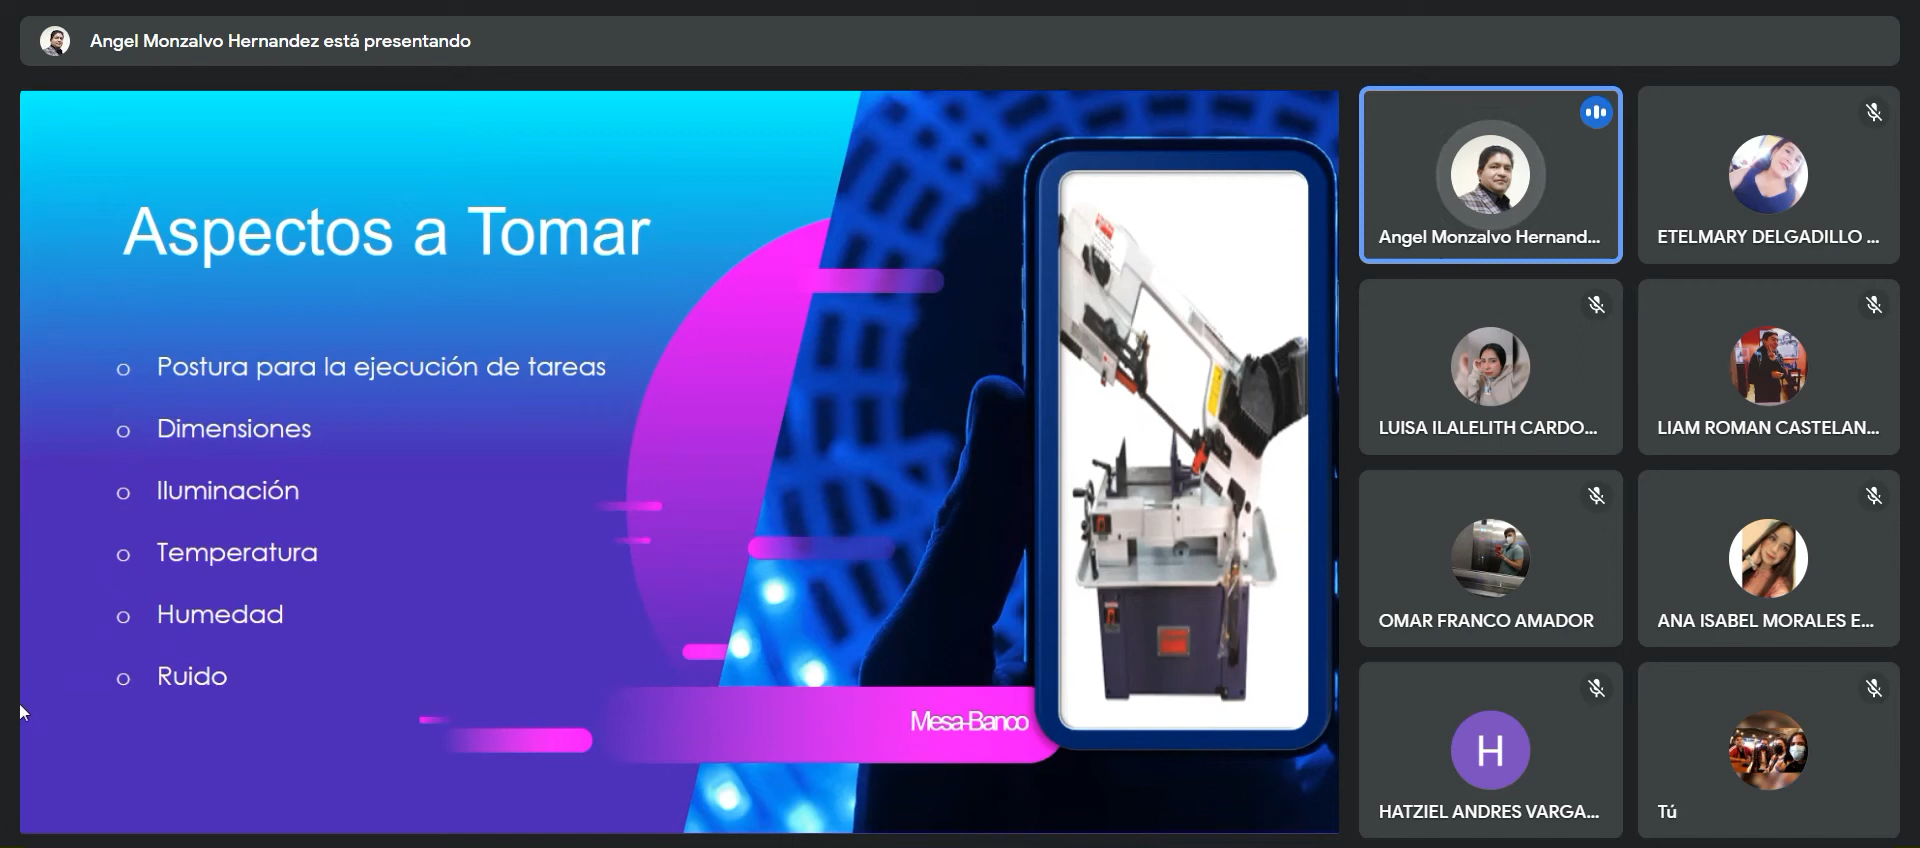 Angel Monzalvo Hernandez está presentando
Aspectos a Tomar
o Postura para la ejecución de tareas
o Dimensiones
o Iluminación
o Temperatura
o Humedad
o Ruido
Mesa-Banco
Angel Monzalvo Hernand...
ETELMARY DELGADILLO ...
LUISA ILALELITH CARDO...
LIAM ROMAN CASTELAN...
OMAR FRANCO AMADOR
ANA ISABEL MORALES E...
H
HATZIEL ANDRES VARGA...
Tú